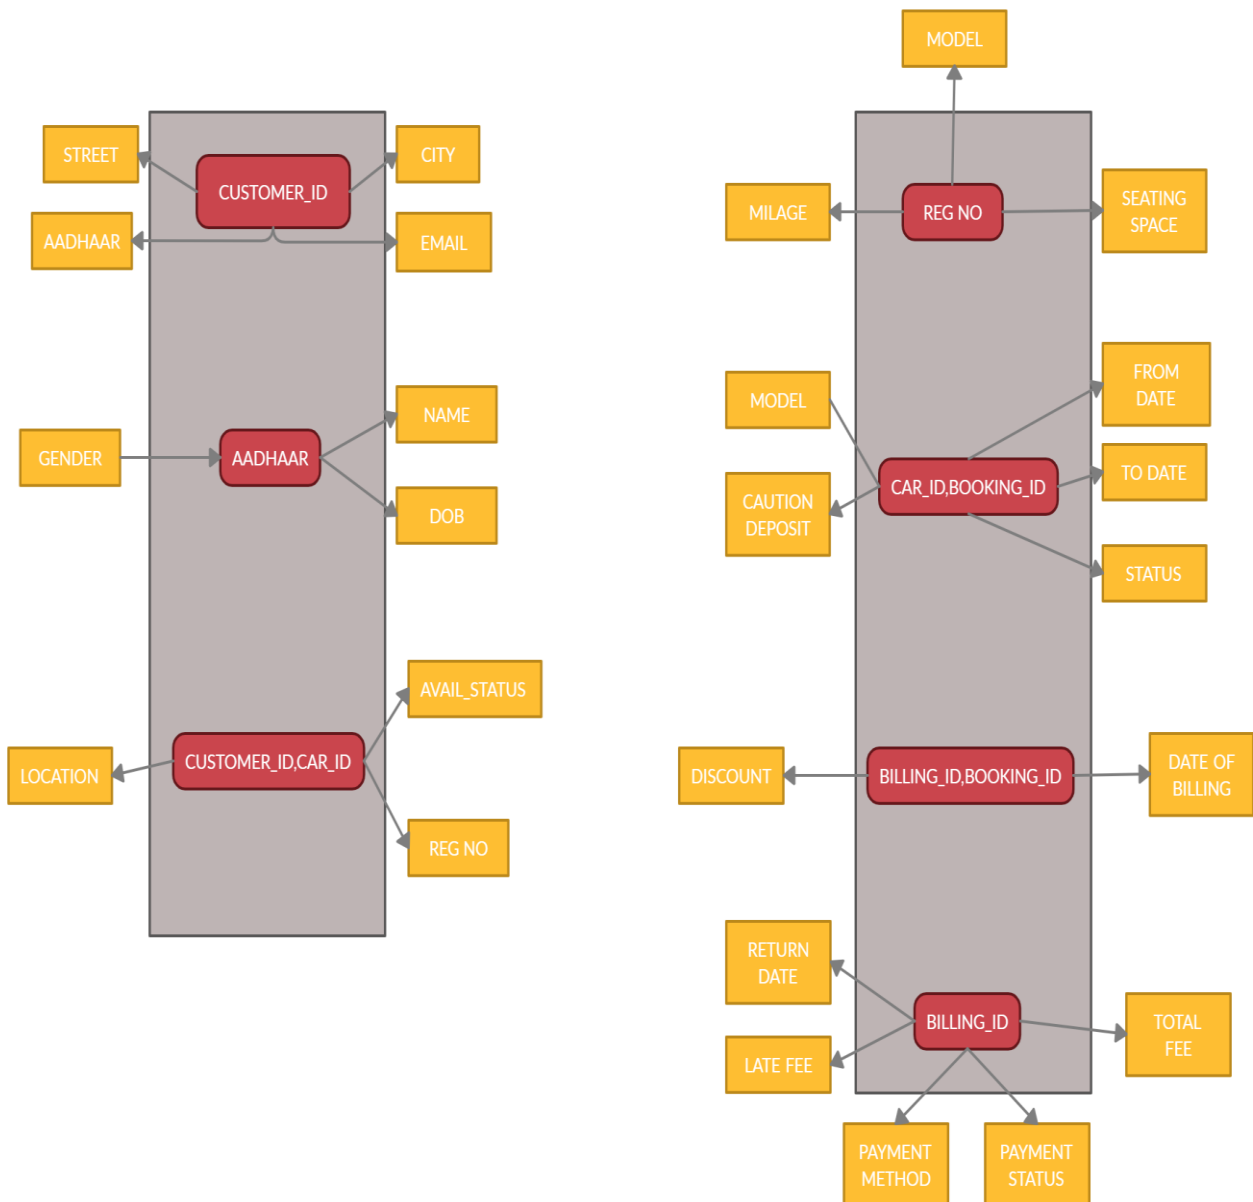 STREET
CUSTOMER_ID
CITY
AADHAAR
EMAIL
NAME
GENDER
AADHAAR
DOB
AVAIL_STATUS
CUSTOMER_ID,CAR_ID
LOCATION
REG NO
MODEL
MILAGE
REG NO
SEATING
SPACE
MODEL
FROM
DATE
CAR_ID,BOOKING_ID
TO DATE
CAUTION
DEPOSIT
STATUS
DISCOUNT
BILLING_ID,BOOKING_ID
DATE OF
BILLING
RETURN
DATE
BILLING_ID
TOTAL
FEE
LATE FEE
PAYMENT
METHOD
PAYMENT
STATUS